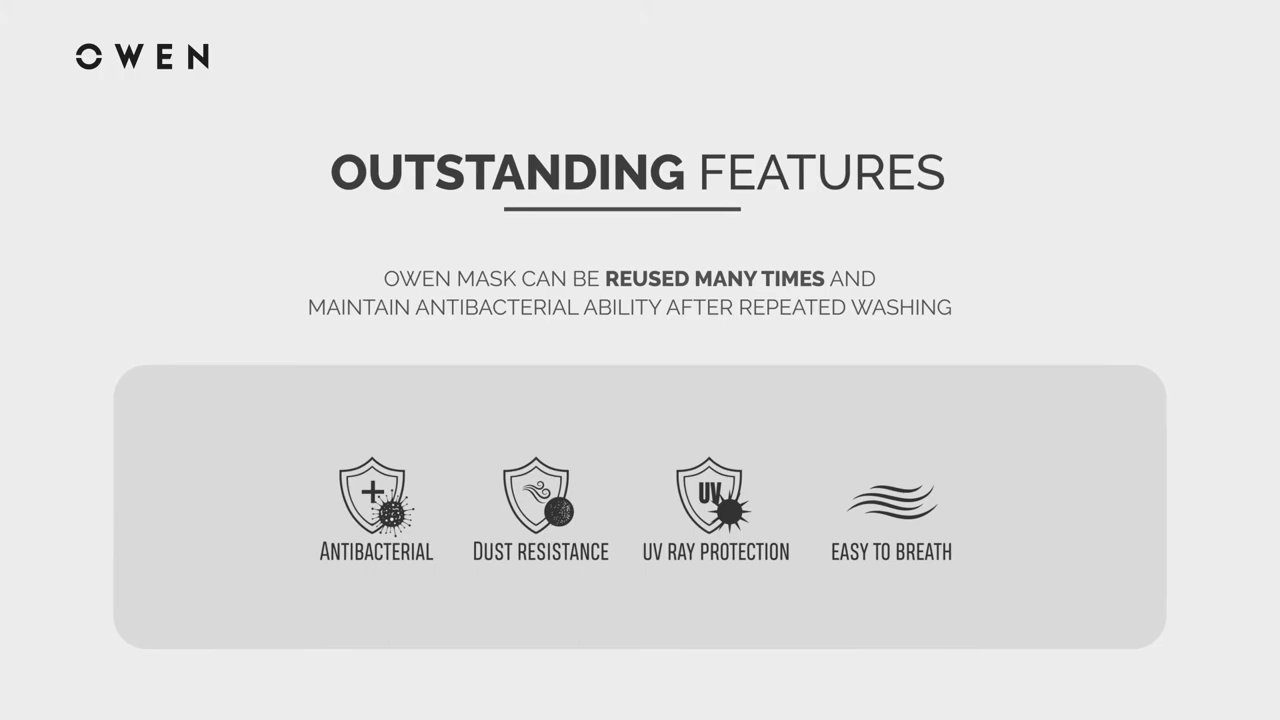 OWEN
OUTSTANDING FEATURES
OWEN MASK CAN BE REUSED MANY TIMES AND
MAINTAIN ANTIBACTERIAL ABILITY AFTER REPEATED WASHING
UV
ANTIBACTERIAL
DUST RESISTANCE
UV RAY PROTECTION
EASY TO BREATH